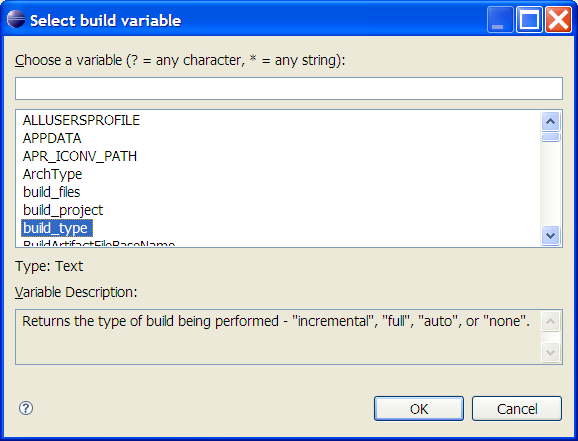 Select build variable
Choose a variable (? = any character, * = any string):
ALLUSERSPROFILE
APPDATA
APR_ICONV_PATH
ArchType
build_files
build_project
build_type
BuildArtifactFileBaseName
Type: Text
Variable Description:
Returns the type of build being performed - "incremental", "full", "auto", or "none".
?
OK Cancel